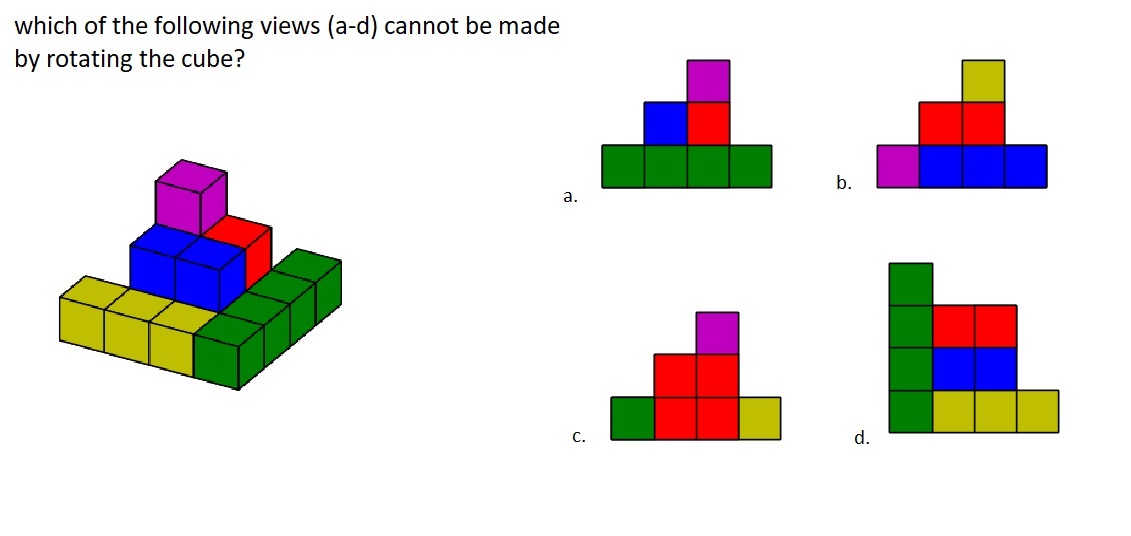 which of the following views (a-d) cannot be made
by rotating the cube?
a.
b.
c.
d.